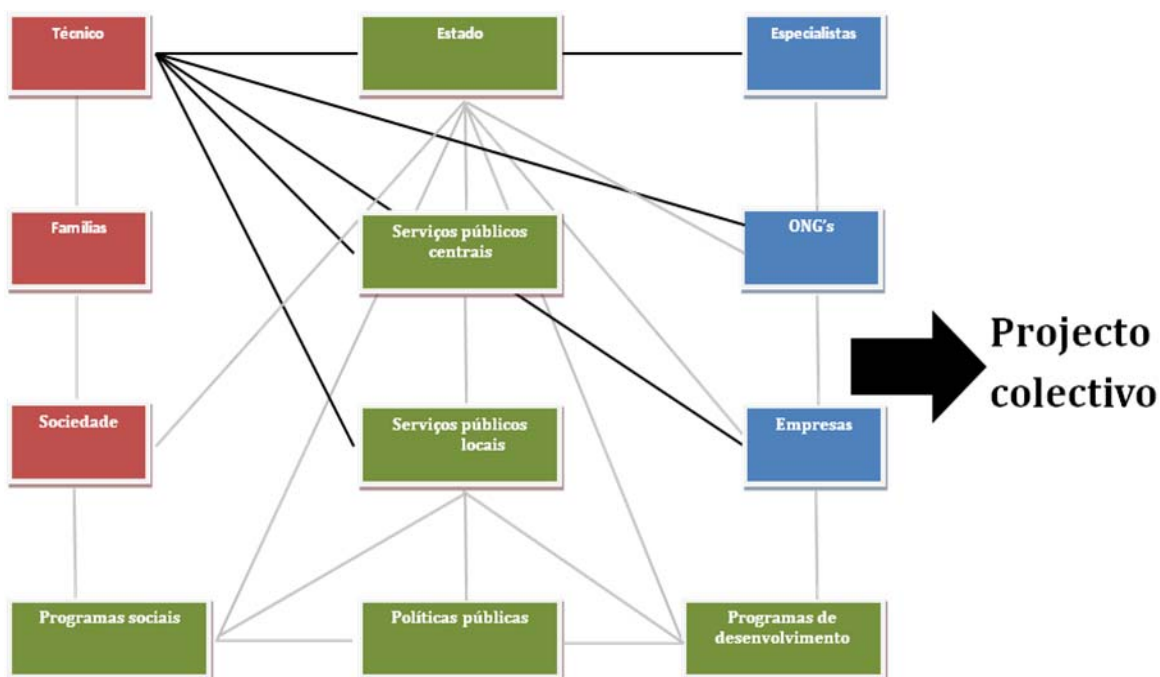 Técnico
Estado
Especialistas
Famílias
Serviços públicos
centrais
ONG's
Projecto
colectivo
Sociedade
Serviços públicos
locais
Empresas
Programas sociais
Políticas públicas
Programas de
desenvolvimento